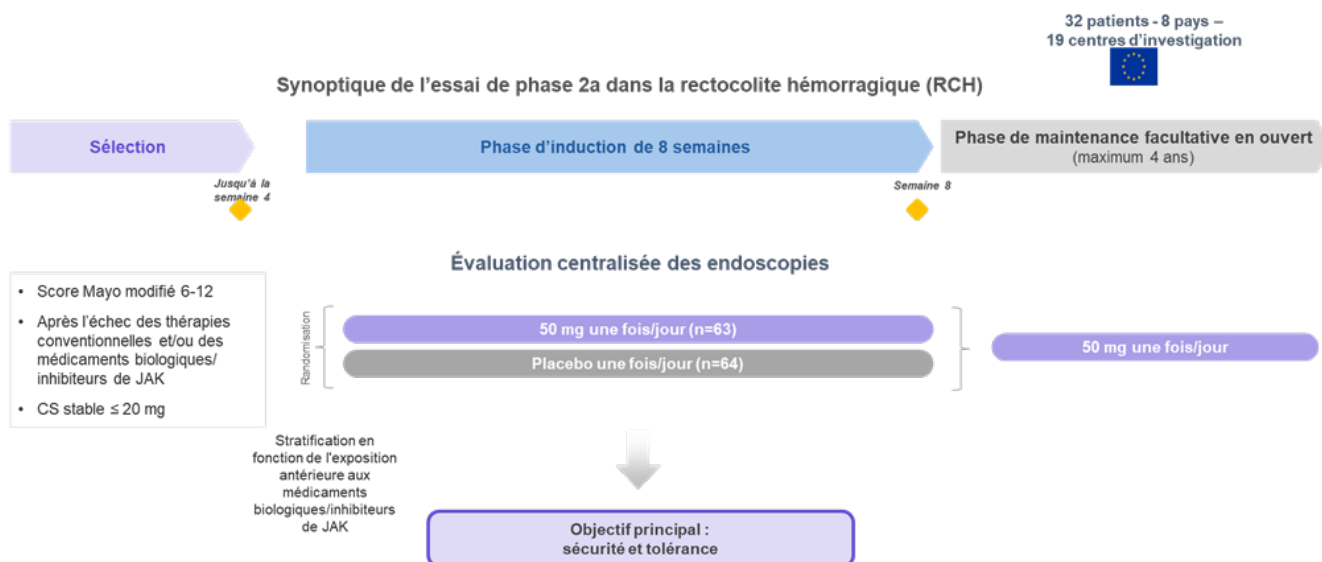 32 patients - 8 pays –
19 centres d'investigation
Synoptique de l'essai de phase 2a dans la rectocolite hémorragique (RCH)
Sélection
Phase d'induction de 8 semaines
Phase de maintenance facultative en ouvert
(maximum 4 ans)
Jusqu'à la
semaine 4
Semaine 8
Évaluation centralisée des endoscopies
• Score Mayo modifié 6-12
• Après l'échec des thérapies
conventionnelles et/ou des
médicaments biologiques/
inhibiteurs de JAK
• CS stable ≤ 20 mg
Randomisation
50 mg une fois/jour (n=63)
Placebo une fois/jour (n=64)
50 mg une fois/jour
Stratification en
fonction de l'exposition
antérieure aux
médicaments
biologiques/inhibiteurs
de JAK
Objectif principal :
sécurité et tolérance